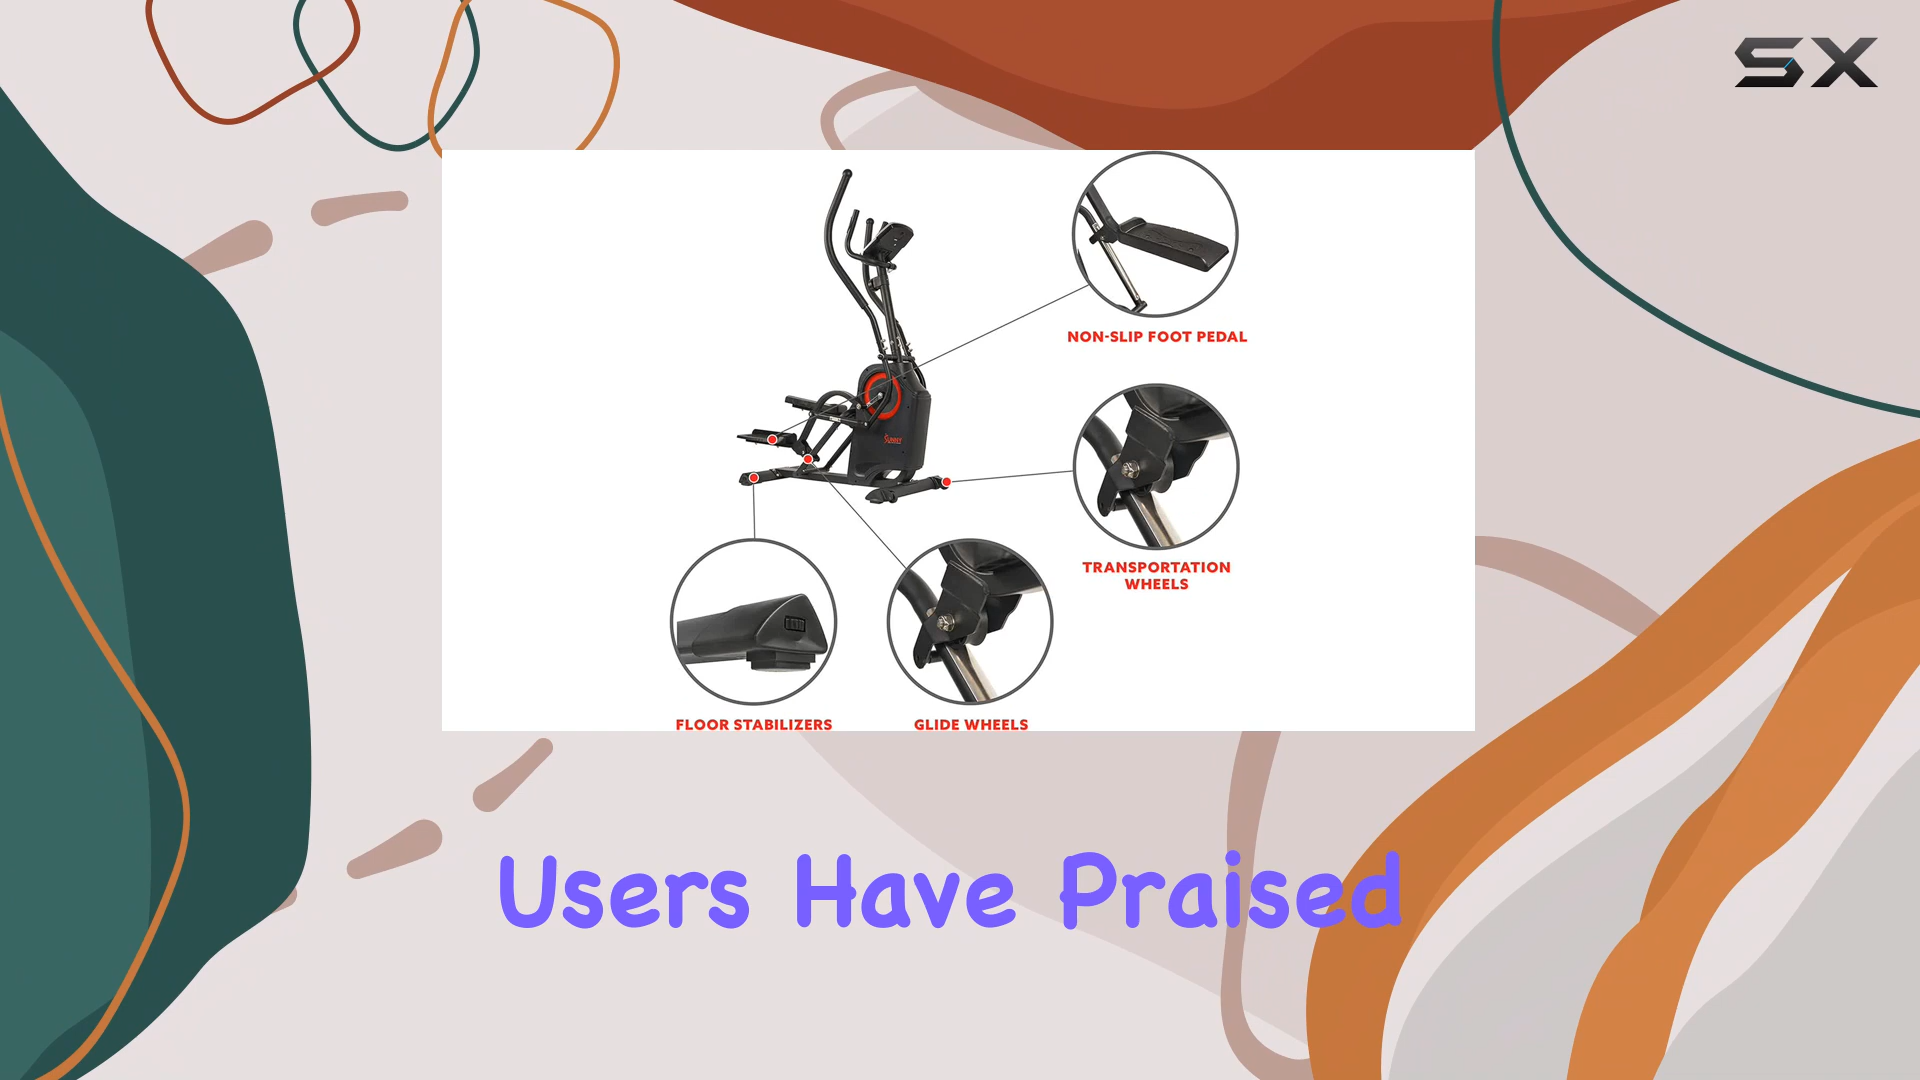 SX
NON-SLIP FOOT PEDAL
TRANSPORTATION
WHEELS
FLOOR STABILIZERS
GLIDE WHEELS
Users Have Praised